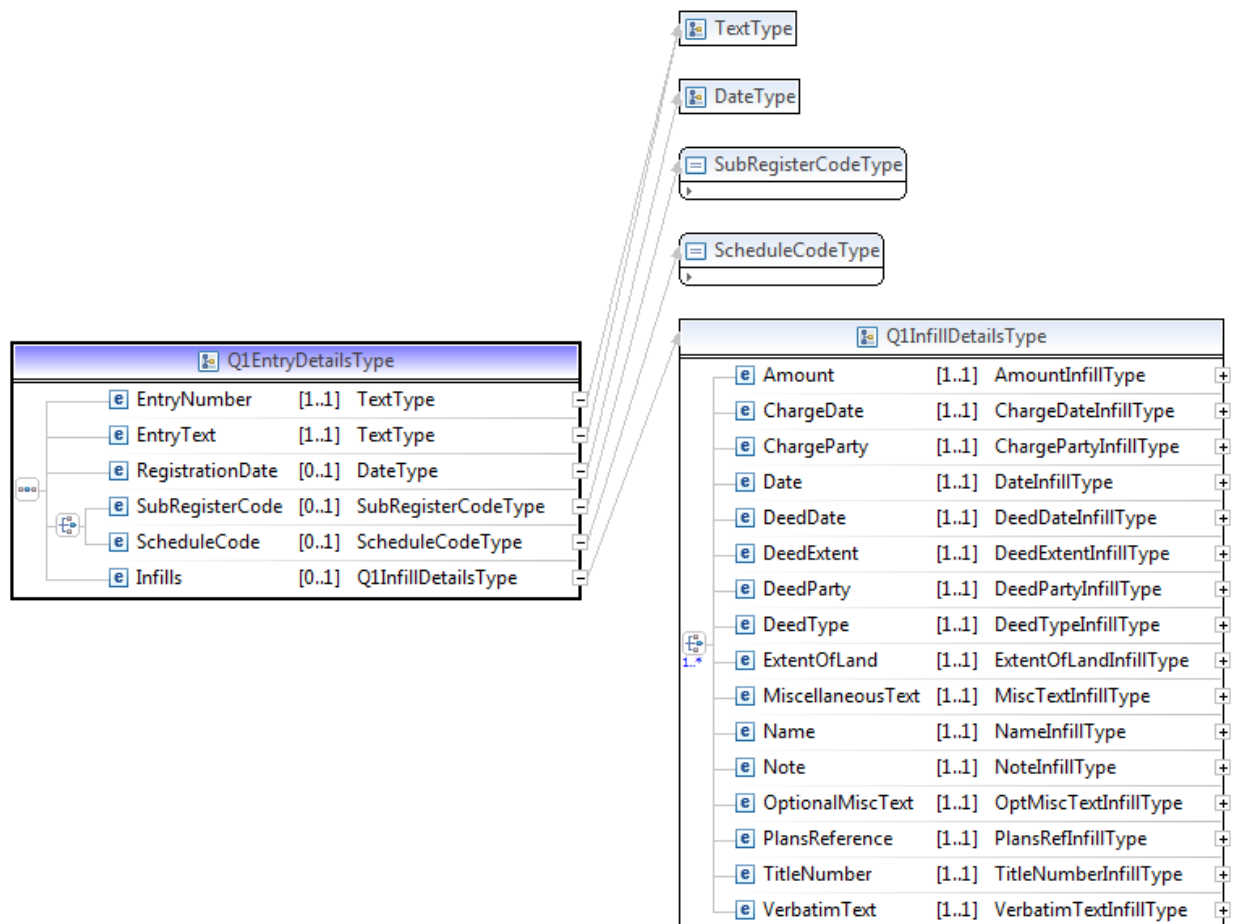 TextType
DateType
SubRegisterCodeType
ScheduleCodeType
Q1EntryDetailsType
e EntryNumber [1..1] TextType
e EntryText [1..1] TextType
e RegistrationDate [0..1] DateType
e SubRegisterCode [0..1] SubRegisterCodeType
e ScheduleCode [0..1] ScheduleCodeType
e Infills [0..1] Q1InfillDetailsType
Q1InfillDetailsType
1..*
e Amount [1..1] AmountInfillType
e ChargeDate [1..1] ChargeDateInfillType
e ChargeParty [1..1] ChargePartyInfillType
e Date [1..1] DateInfillType
e DeedDate [1..1] DeedDateInfillType
e DeedExtent [1..1] DeedExtentInfillType
e DeedParty [1..1] DeedPartyInfillType
e DeedType [1..1] DeedTypeInfillType
e ExtentOfLand [1..1] ExtentOfLandInfillType
e MiscellaneousText [1..1] MiscTextInfillType
e Name [1..1] NameInfillType
e Note [1..1] NoteInfillType
e OptionalMiscText [1..1] OptMiscTextInfillType
e PlansReference [1..1] PlansRefInfillType
e TitleNumber [1..1] TitleNumberInfillType
e VerbatimText [1..1] VerbatimTextInfillType